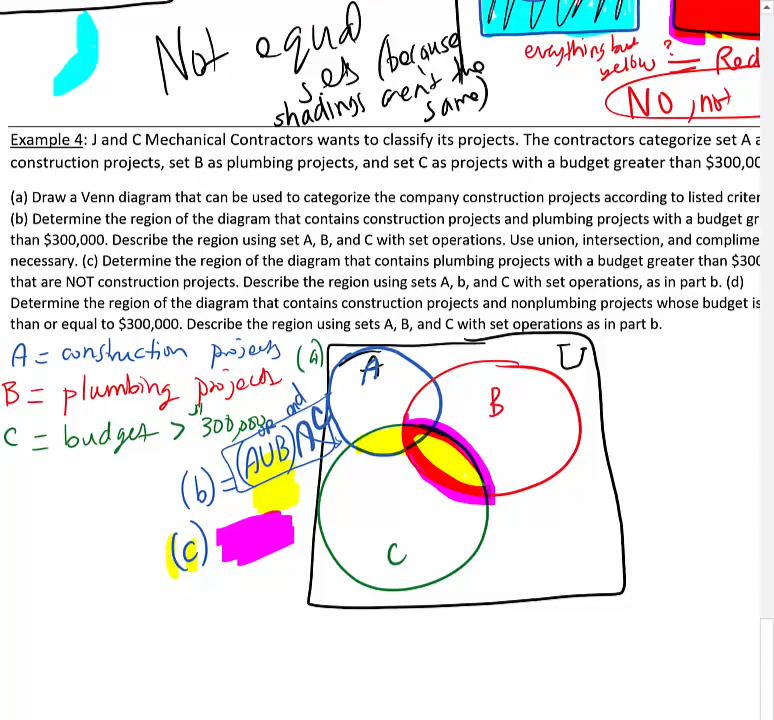 Not equal
sets (because
shadings aren't the
same)
everything but
yellow ? = Red
NO, not
Example 4: J and C Mechanical Contractors wants to classify its projects. The contractors categorize set A a
construction projects, set B as plumbing projects, and set C as projects with a budget greater than $300,00
(a) Draw a Venn diagram that can be used to categorize the company construction projects according to listed criter
(b) Determine the region of the diagram that contains construction projects and plumbing projects with a budget gr
than $300,000. Describe the region using set A, B, and C with set operations. Use union, intersection, and complime
necessary. (c) Determine the region of the diagram that contains plumbing projects with a budget greater than $300
that are NOT construction projects. Describe the region using sets A, b, and C with set operations, as in part b. (d)
Determine the region of the diagram that contains construction projects and nonplumbing projects whose budget is
than or equal to $300,000. Describe the region using sets A, B, and C with set operations as in part b.
A = construction projects (a)
B = plumbing projects
C = budget > $300,000
or and
(b) = (A∪B)∩C
(c)
A
B
C
U